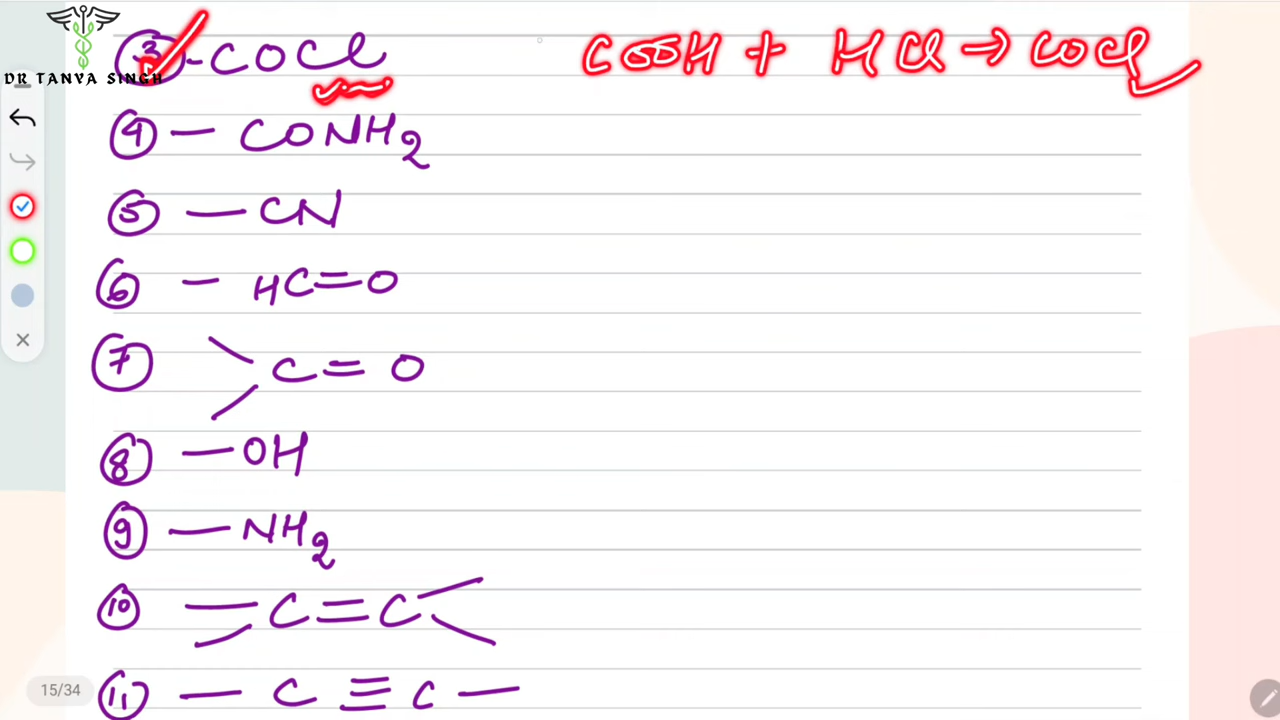 ③ -COCl COOH + HCl → COCl
DR TANYA SINGH
④ — CONH2
⑤ — CN
⑥ — HC=O
⑦ >C=O
⑧ — OH
⑨ — NH2
⑩ — C=C<
⑪ — C≡C —
15/34